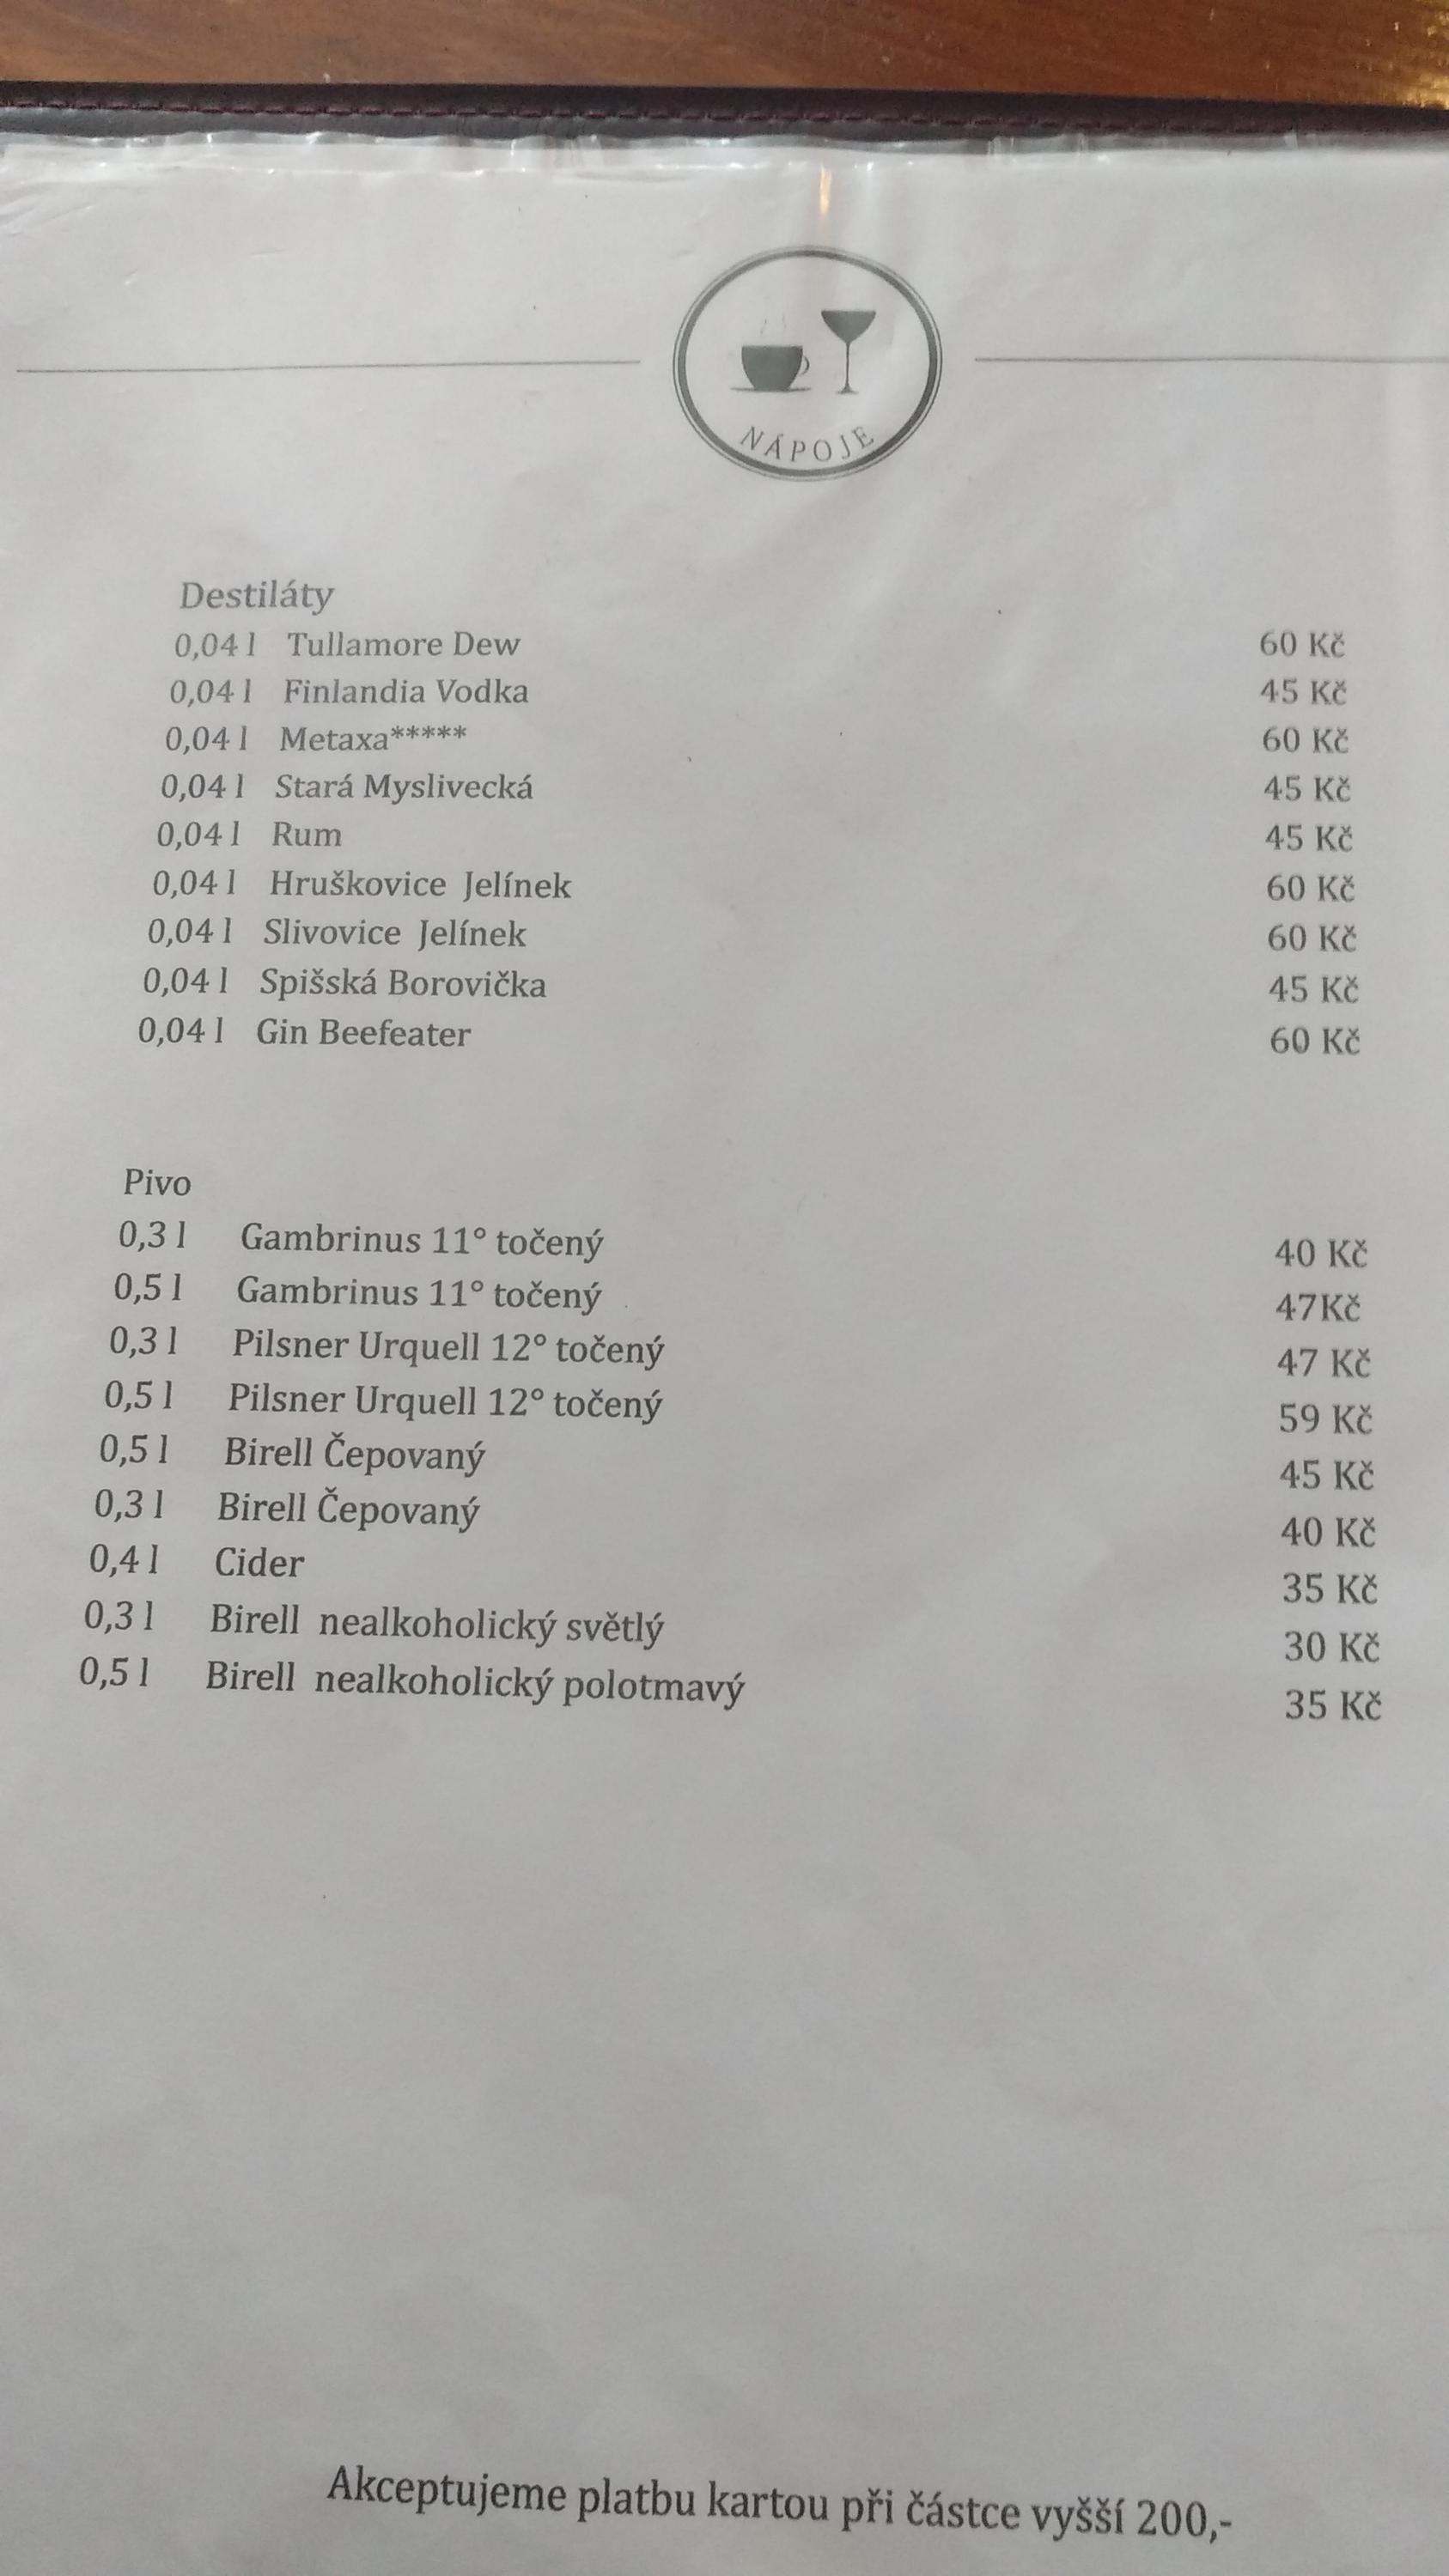 NÁPOJE
Destiláty
0,04 l Tullamore Dew 60 Kč
0,04 l Finlandia Vodka 45 Kč
0,04 l Metaxa***** 60 Kč
0,04 l Stará Myslivecká 45 Kč
0,04 l Rum 45 Kč
0,04 l Hruškovice Jelínek 60 Kč
0,04 l Slivovice Jelínek 60 Kč
0,04 l Spišská Borovička 45 Kč
0,04 l Gin Beefeater 60 Kč
Pivo
0,3 l Gambrinus 11° točený 40 Kč
0,5 l Gambrinus 11° točený 47Kč
0,3 l Pilsner Urquell 12° točený 47 Kč
0,5 l Pilsner Urquell 12° točený 59 Kč
0,5 l Birell Čepovaný 45 Kč
0,3 l Birell Čepovaný 40 Kč
0,4 l Cider 35 Kč
0,3 l Birell nealkoholický světlý 30 Kč
0,5 l Birell nealkoholický polotmavý 35 Kč
Akceptujeme platbu kartou při částce vyšší 200,-